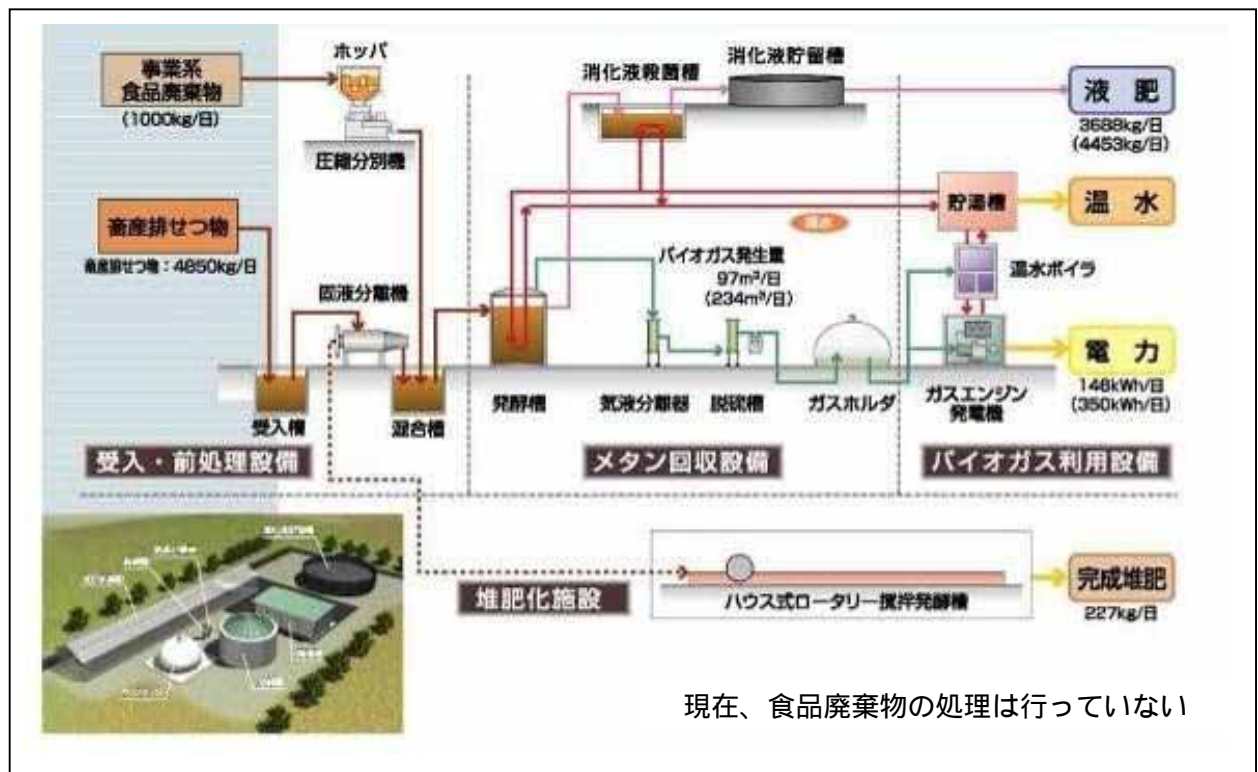 事業系
食品廃棄物
(1000kg/日)
ホッパ
圧縮分別機
畜産排せつ物
畜産排せつ物：4850kg/日
固液分離機
受入槽
混合槽
受入・前処理設備
消化液殺菌槽
消化液貯留槽
バイオガス発生量
97m³/日
(234m³/日)
発酵槽
気液分離器
脱硫槽
ガスホルダ
メタン回収設備
液肥
3688kg/日
(4453kg/日)
貯湯槽
温水
温水ボイラ
ガスエンジン
発電機
電力
146kWh/日
(350kWh/日)
バイオガス利用設備
堆肥化施設
ハウス式ロータリー撹拌発酵槽
完成堆肥
227kg/日
現在、食品廃棄物の処理は行っていない